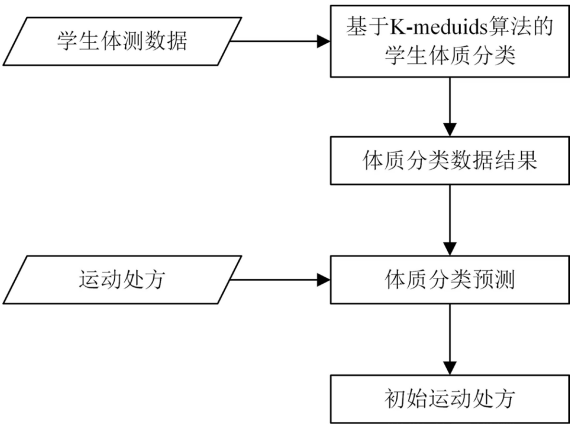 学生体测数据
基于K-meduids算法的
学生体质分类
体质分类数据结果
运动处方
体质分类预测
初始运动处方